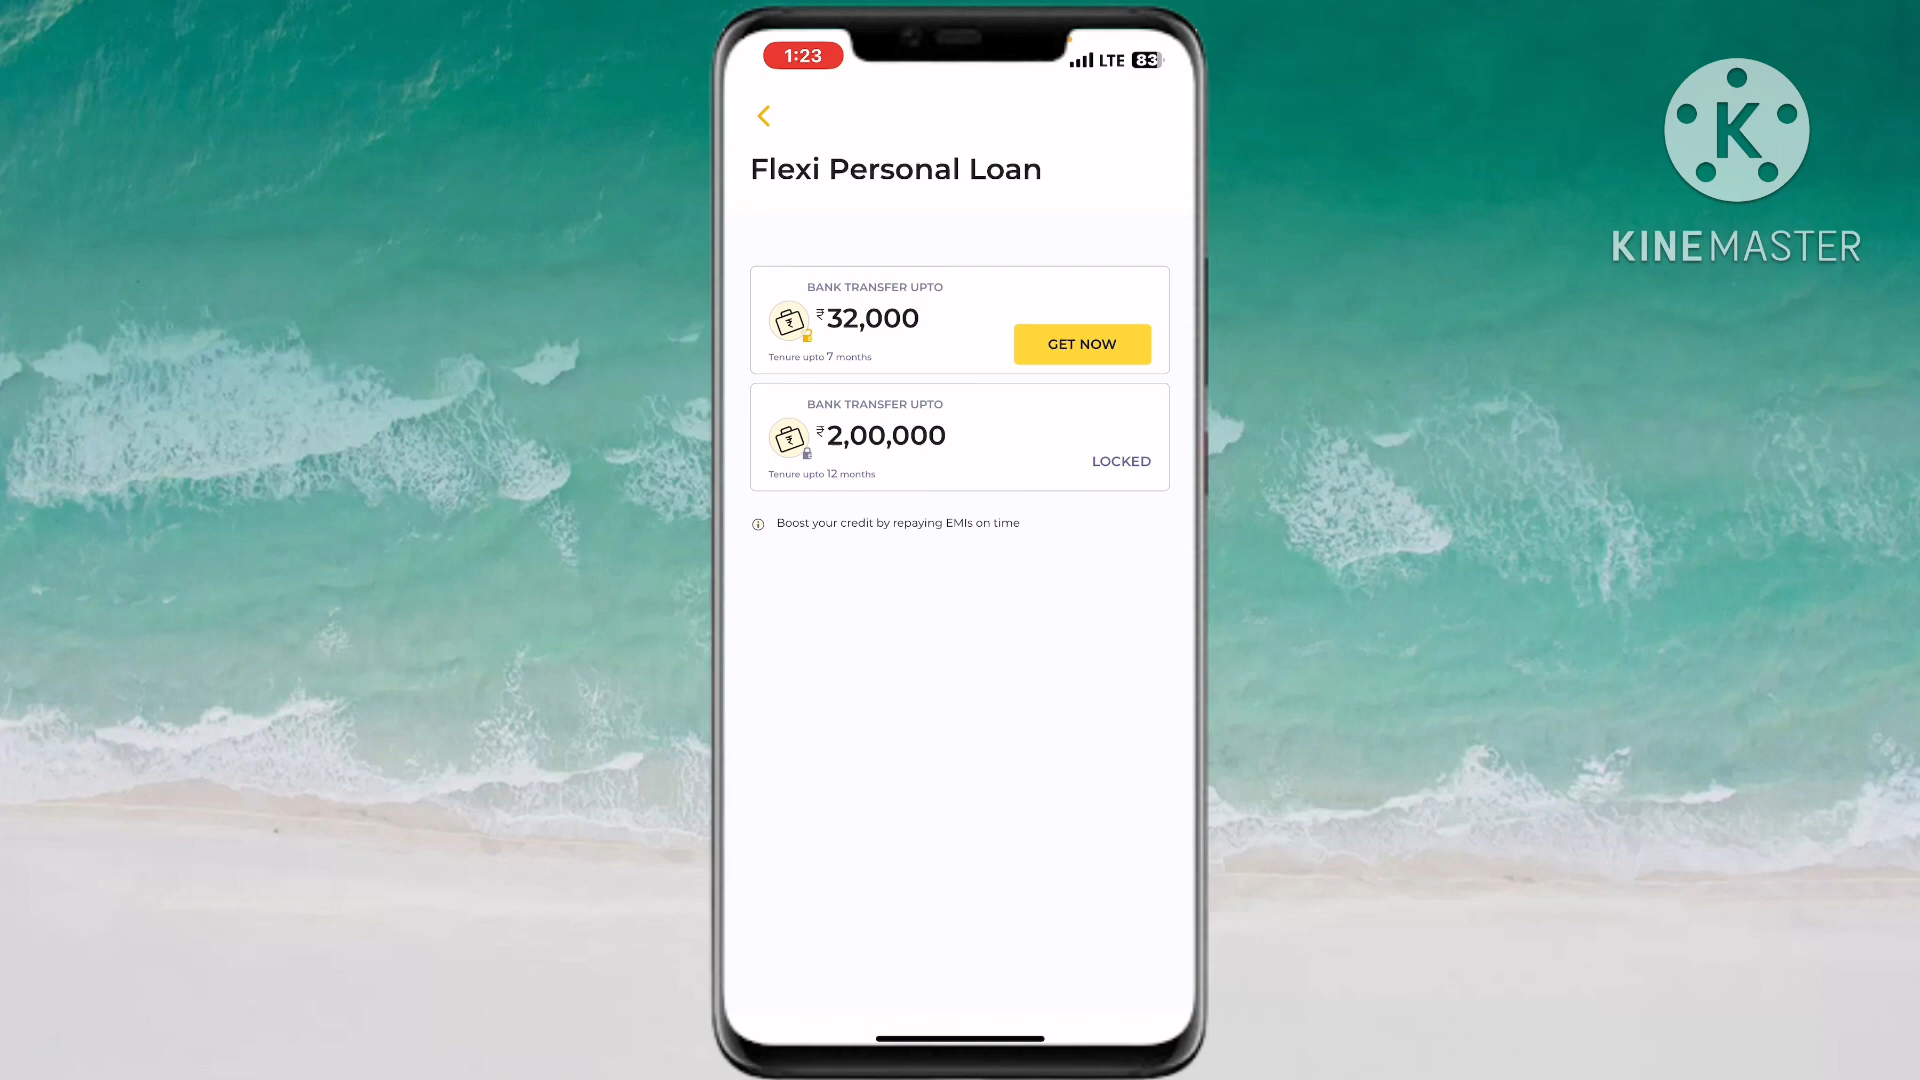 1:23
LTE 83
Flexi Personal Loan
BANK TRANSFER UPTO
₹32,000
GET NOW
Tenure upto 7 months
BANK TRANSFER UPTO
₹2,00,000
LOCKED
Tenure upto 12 months
Boost your credit by repaying EMIs on time
K
KINEMASTER